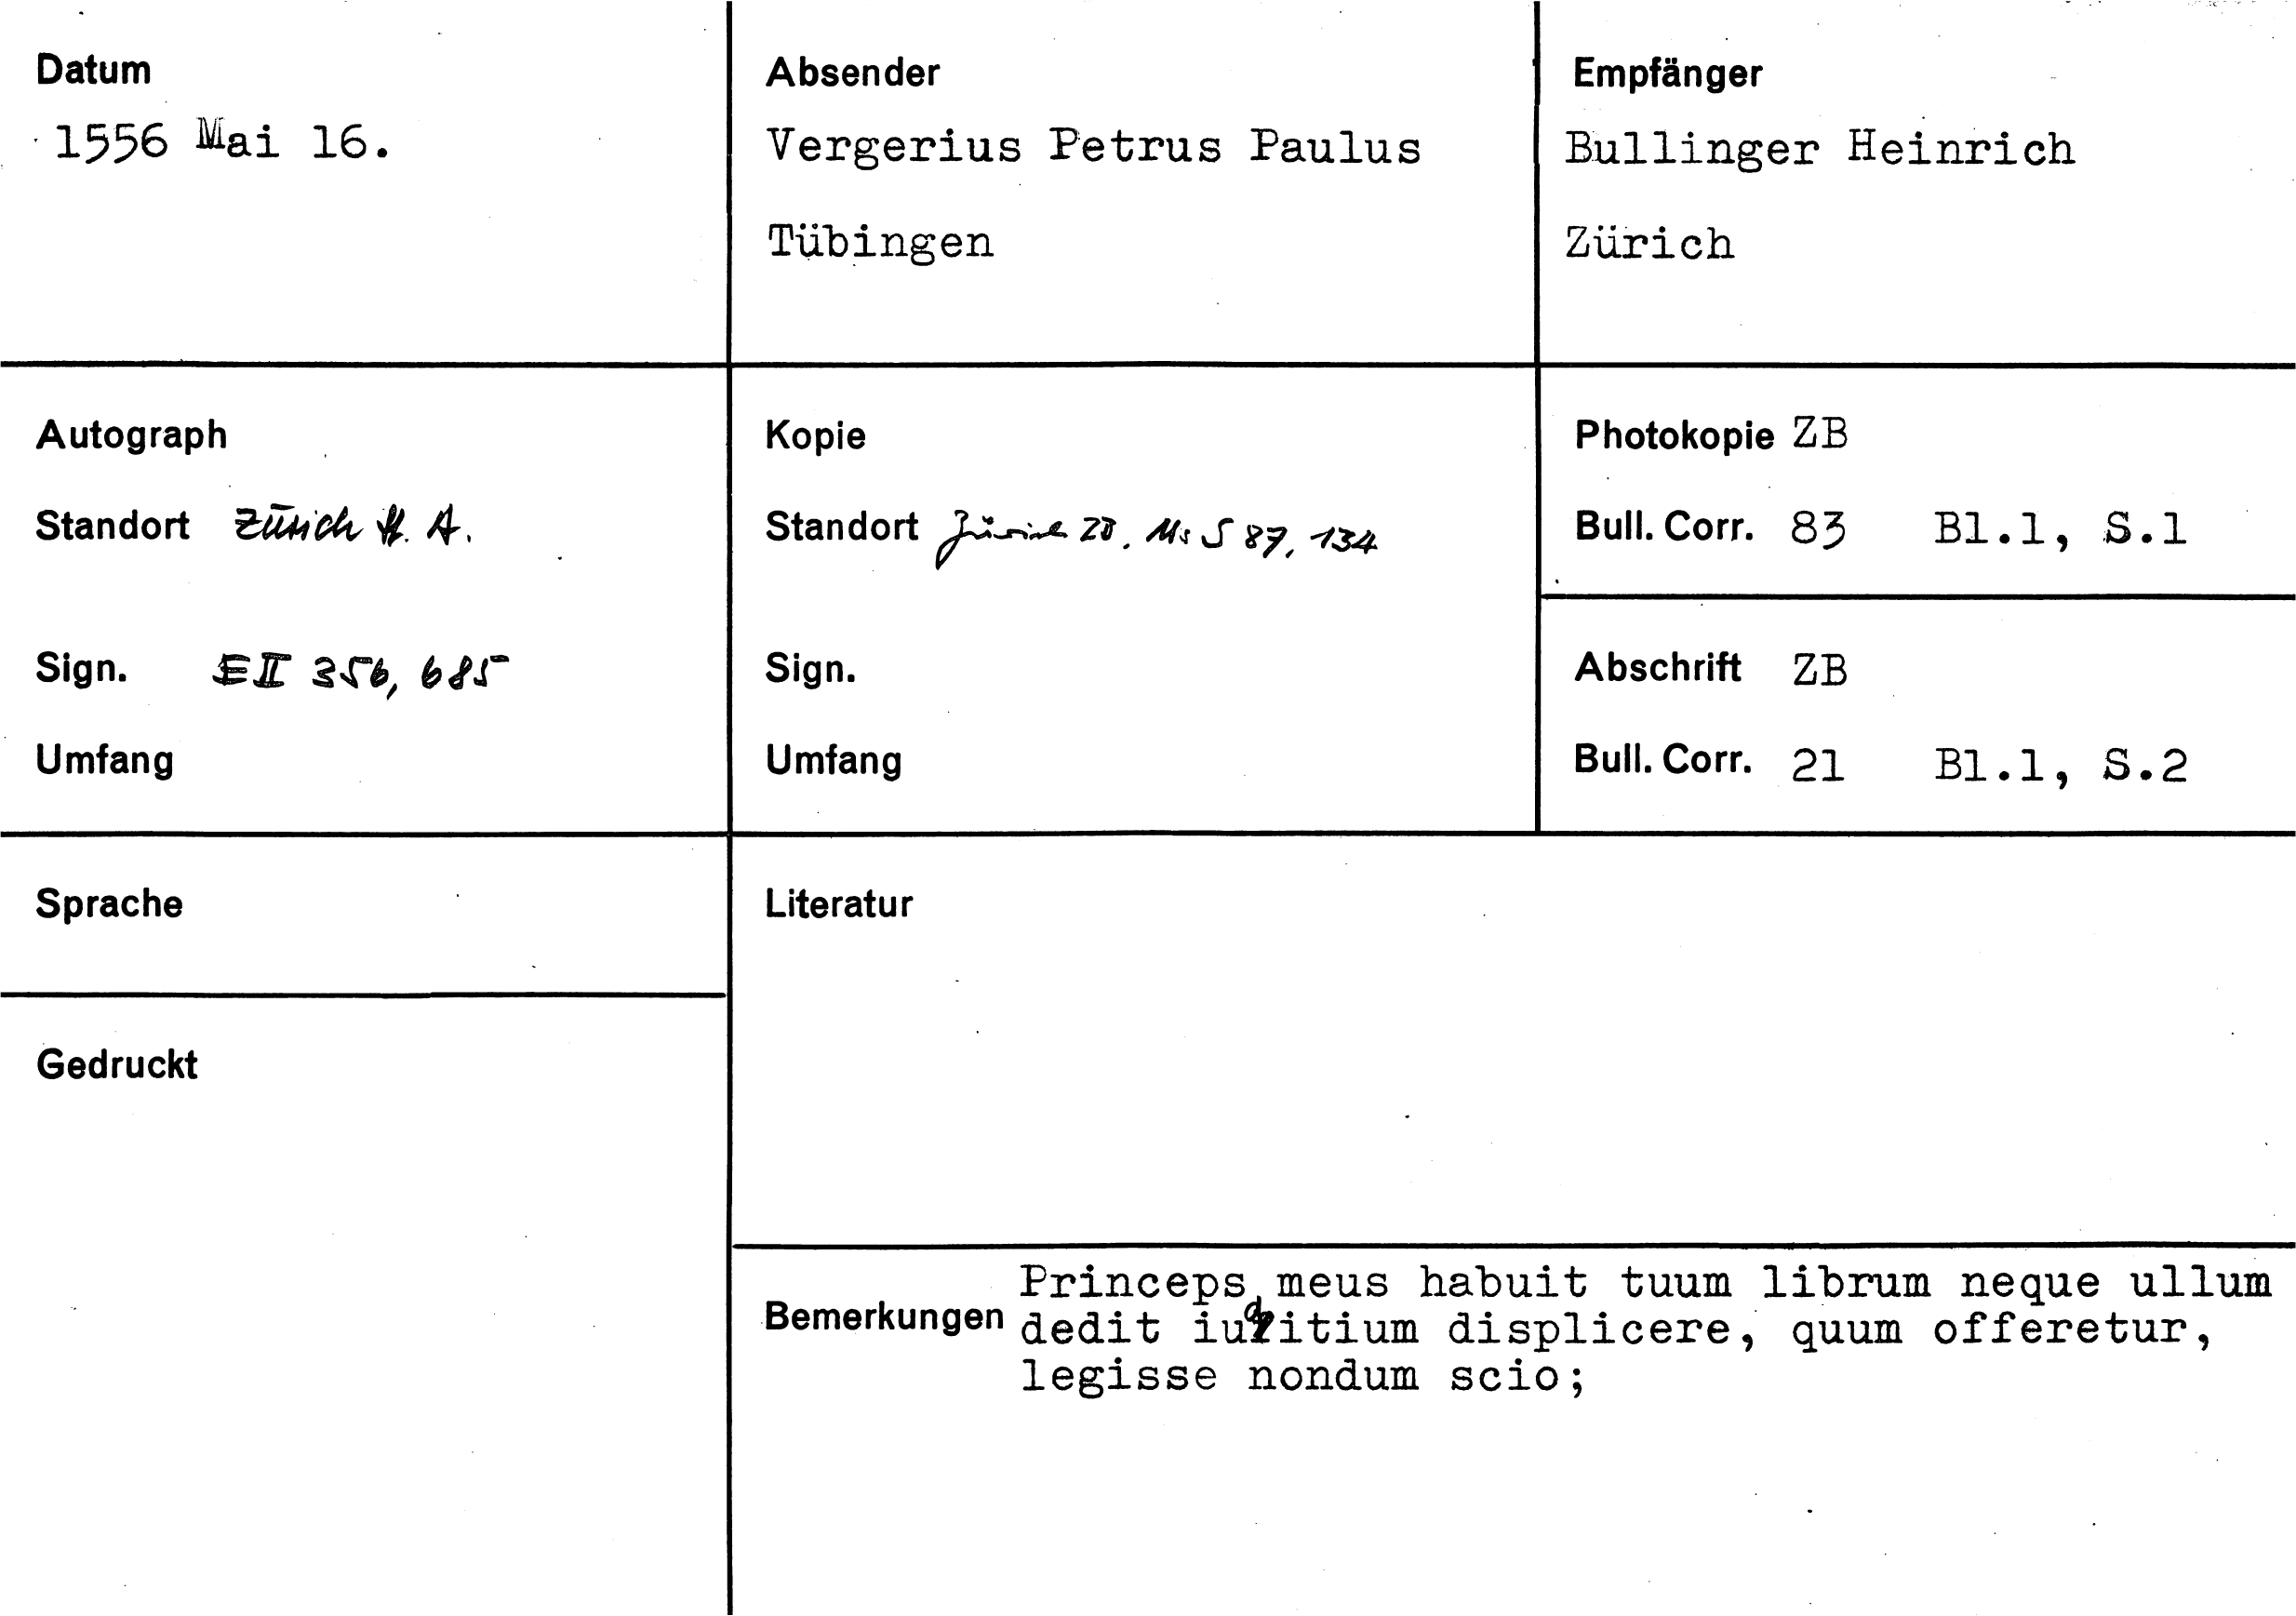 Datum
1556 Mai 16.
Absender
Vergerius Petrus Paulus
Tübingen
Empfänger
Bullinger Heinrich
Zürich
Autograph
Standort Zürich St. A.
Sign. E II 356, 685
Umfang
Kopie
Standort Zürich ZB. Ms S 87, 134
Sign.
Umfang
Photokopie ZB
Bull. Corr. 83 Bl.1, S.1
Abschrift ZB
Bull. Corr. 21 Bl.1, S.2
Sprache
Gedruckt
Literatur
Bemerkungen
Princeps meus habuit tuum librum neque ullum
dedit iuditium displicere, quum offeretur,
legisse nondum scio;